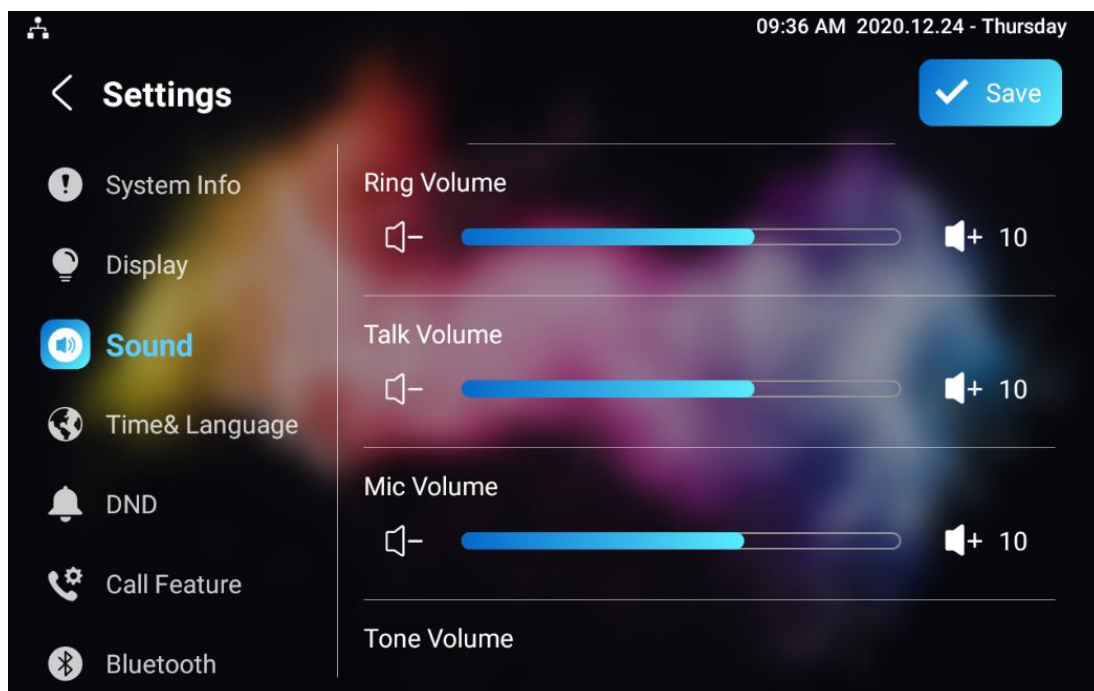 09:36 AM 2020.12.24 - Thursday
Settings
Save
System Info
Display
Sound
Time& Language
DND
Call Feature
Bluetooth
Ring Volume
10
Talk Volume
10
Mic Volume
10
Tone Volume